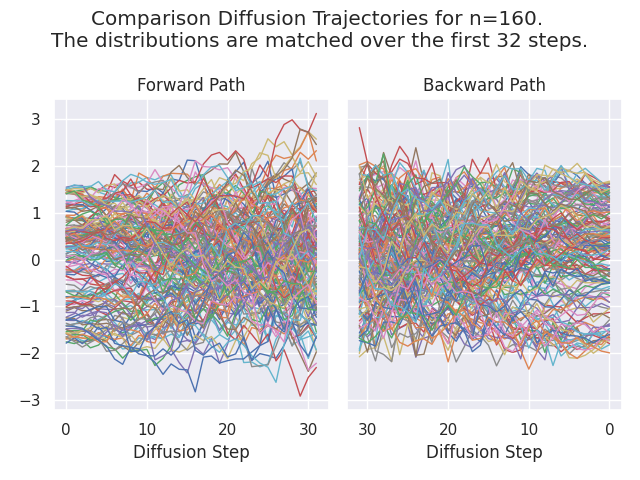 Comparison Diffusion Trajectories for n=160.
The distributions are matched over the first 32 steps.
Forward Path
Backward Path
3
2
1
0
−1
−2
−3
0 10 20 30
30 20 10 0
Diffusion Step
Diffusion Step